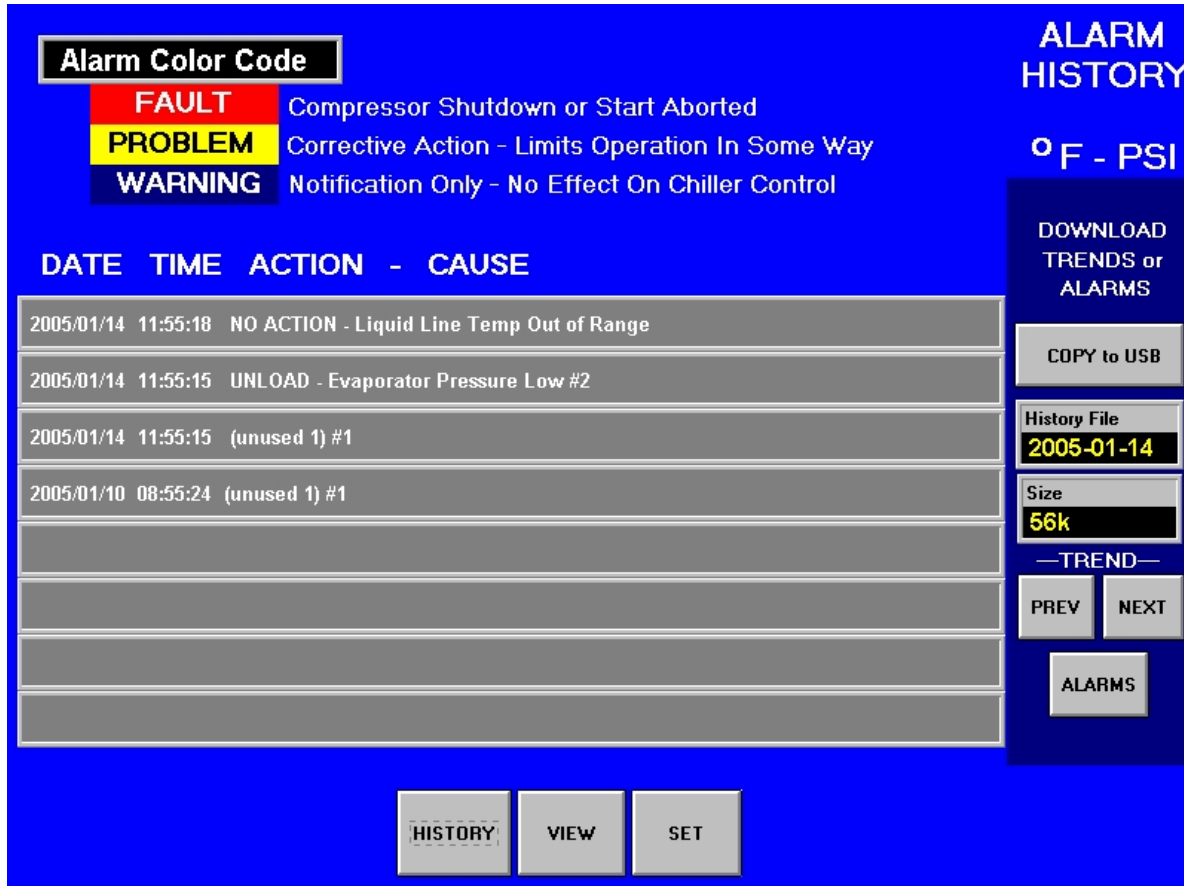 Alarm Color Code
FAULT Compressor Shutdown or Start Aborted
PROBLEM Corrective Action - Limits Operation In Some Way
WARNING Notification Only - No Effect On Chiller Control
DATE TIME ACTION - CAUSE
2005/01/14 11:55:18 NO ACTION - Liquid Line Temp Out of Range
2005/01/14 11:55:15 UNLOAD - Evaporator Pressure Low #2
2005/01/14 11:55:15 (unused 1) #1
2005/01/10 08:55:24 (unused 1) #1
HISTORY VIEW SET
ALARM
HISTORY
°F - PSI
DOWNLOAD
TRENDS or
ALARMS
COPY to USB
History File
2005-01-14
Size
56k
—TREND—
PREV NEXT
ALARMS